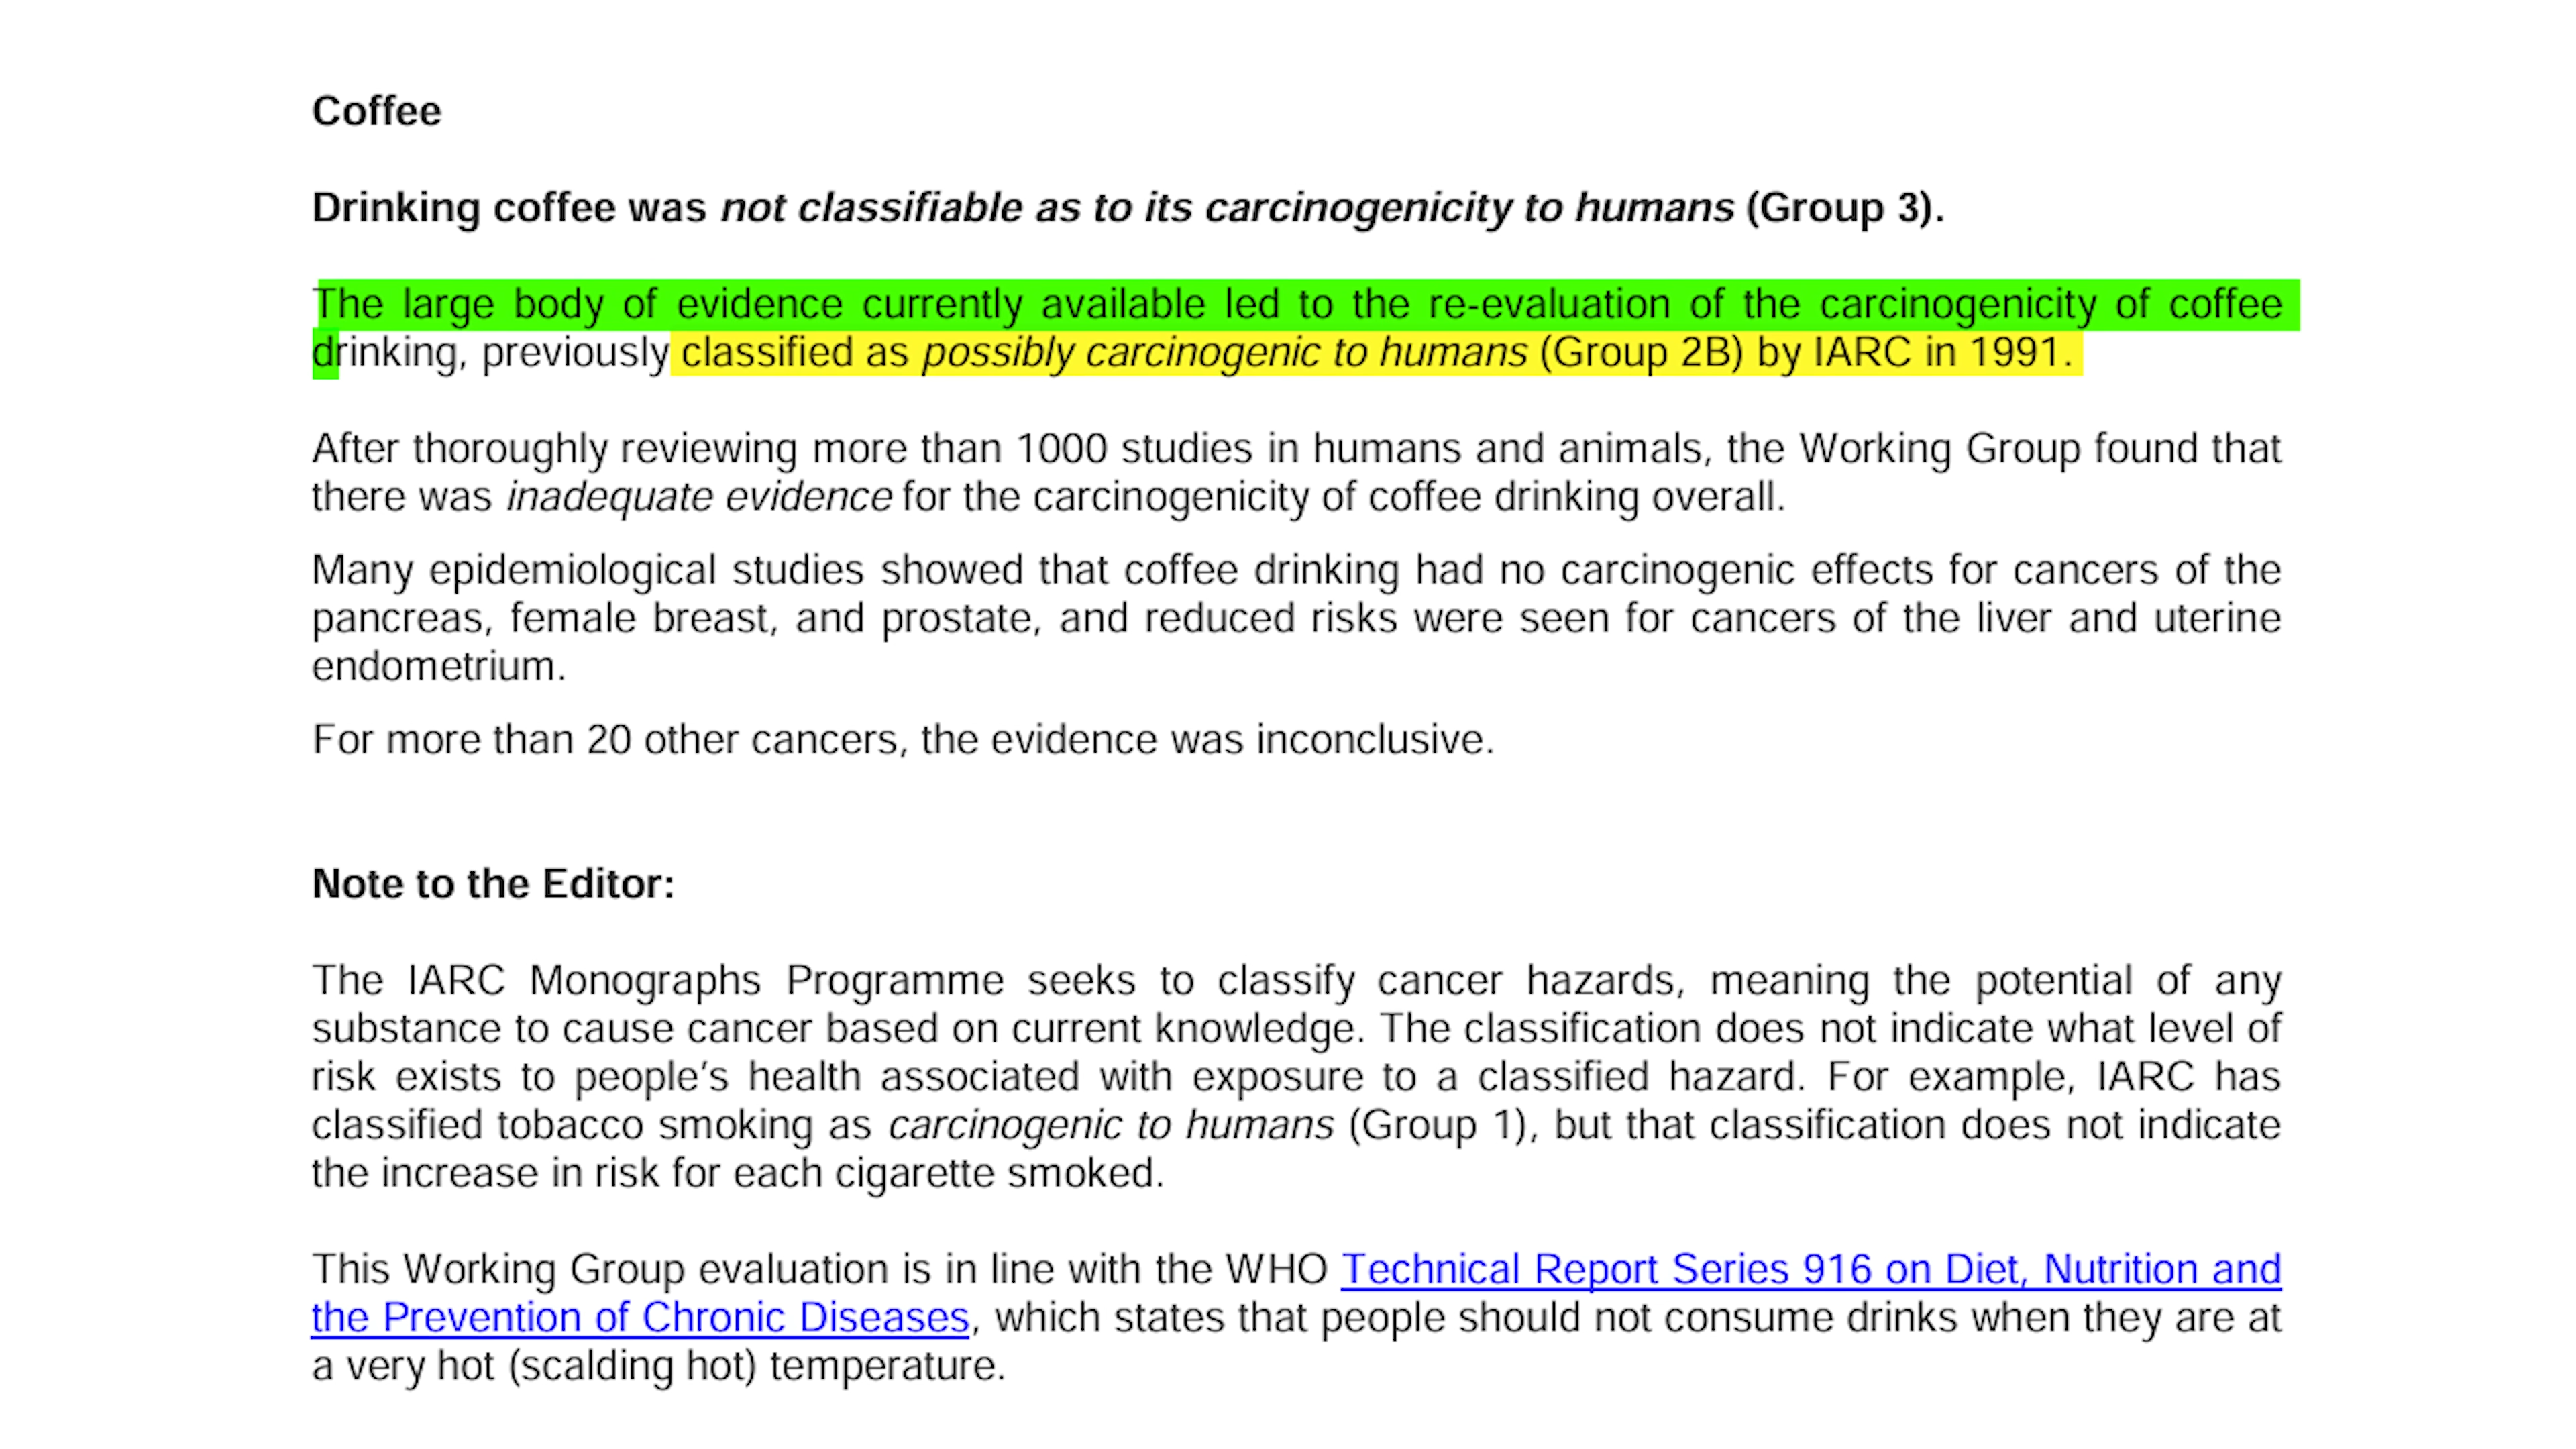 Coffee
Drinking coffee was not classifiable as to its carcinogenicity to humans (Group 3).
The large body of evidence currently available led to the re-evaluation of the carcinogenicity of coffee
drinking, previously classified as possibly carcinogenic to humans (Group 2B) by IARC in 1991.
After thoroughly reviewing more than 1000 studies in humans and animals, the Working Group found that
there was inadequate evidence for the carcinogenicity of coffee drinking overall.
Many epidemiological studies showed that coffee drinking had no carcinogenic effects for cancers of the
pancreas, female breast, and prostate, and reduced risks were seen for cancers of the liver and uterine
endometrium.
For more than 20 other cancers, the evidence was inconclusive.
Note to the Editor:
The IARC Monographs Programme seeks to classify cancer hazards, meaning the potential of any
substance to cause cancer based on current knowledge. The classification does not indicate what level of
risk exists to people’s health associated with exposure to a classified hazard. For example, IARC has
classified tobacco smoking as carcinogenic to humans (Group 1), but that classification does not indicate
the increase in risk for each cigarette smoked.
This Working Group evaluation is in line with the WHO Technical Report Series 916 on Diet, Nutrition and
the Prevention of Chronic Diseases, which states that people should not consume drinks when they are at
a very hot (scalding hot) temperature.